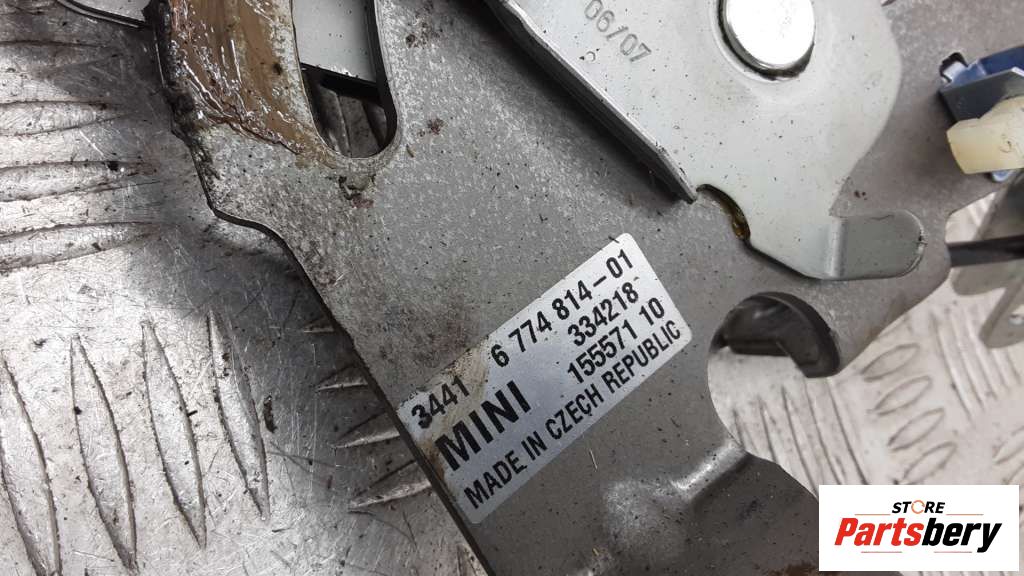 06/07
3441 6 774 814-01
334218-
MINI 155571 10
MADE IN CZECH REPUBLIC
STORE
Partsbery